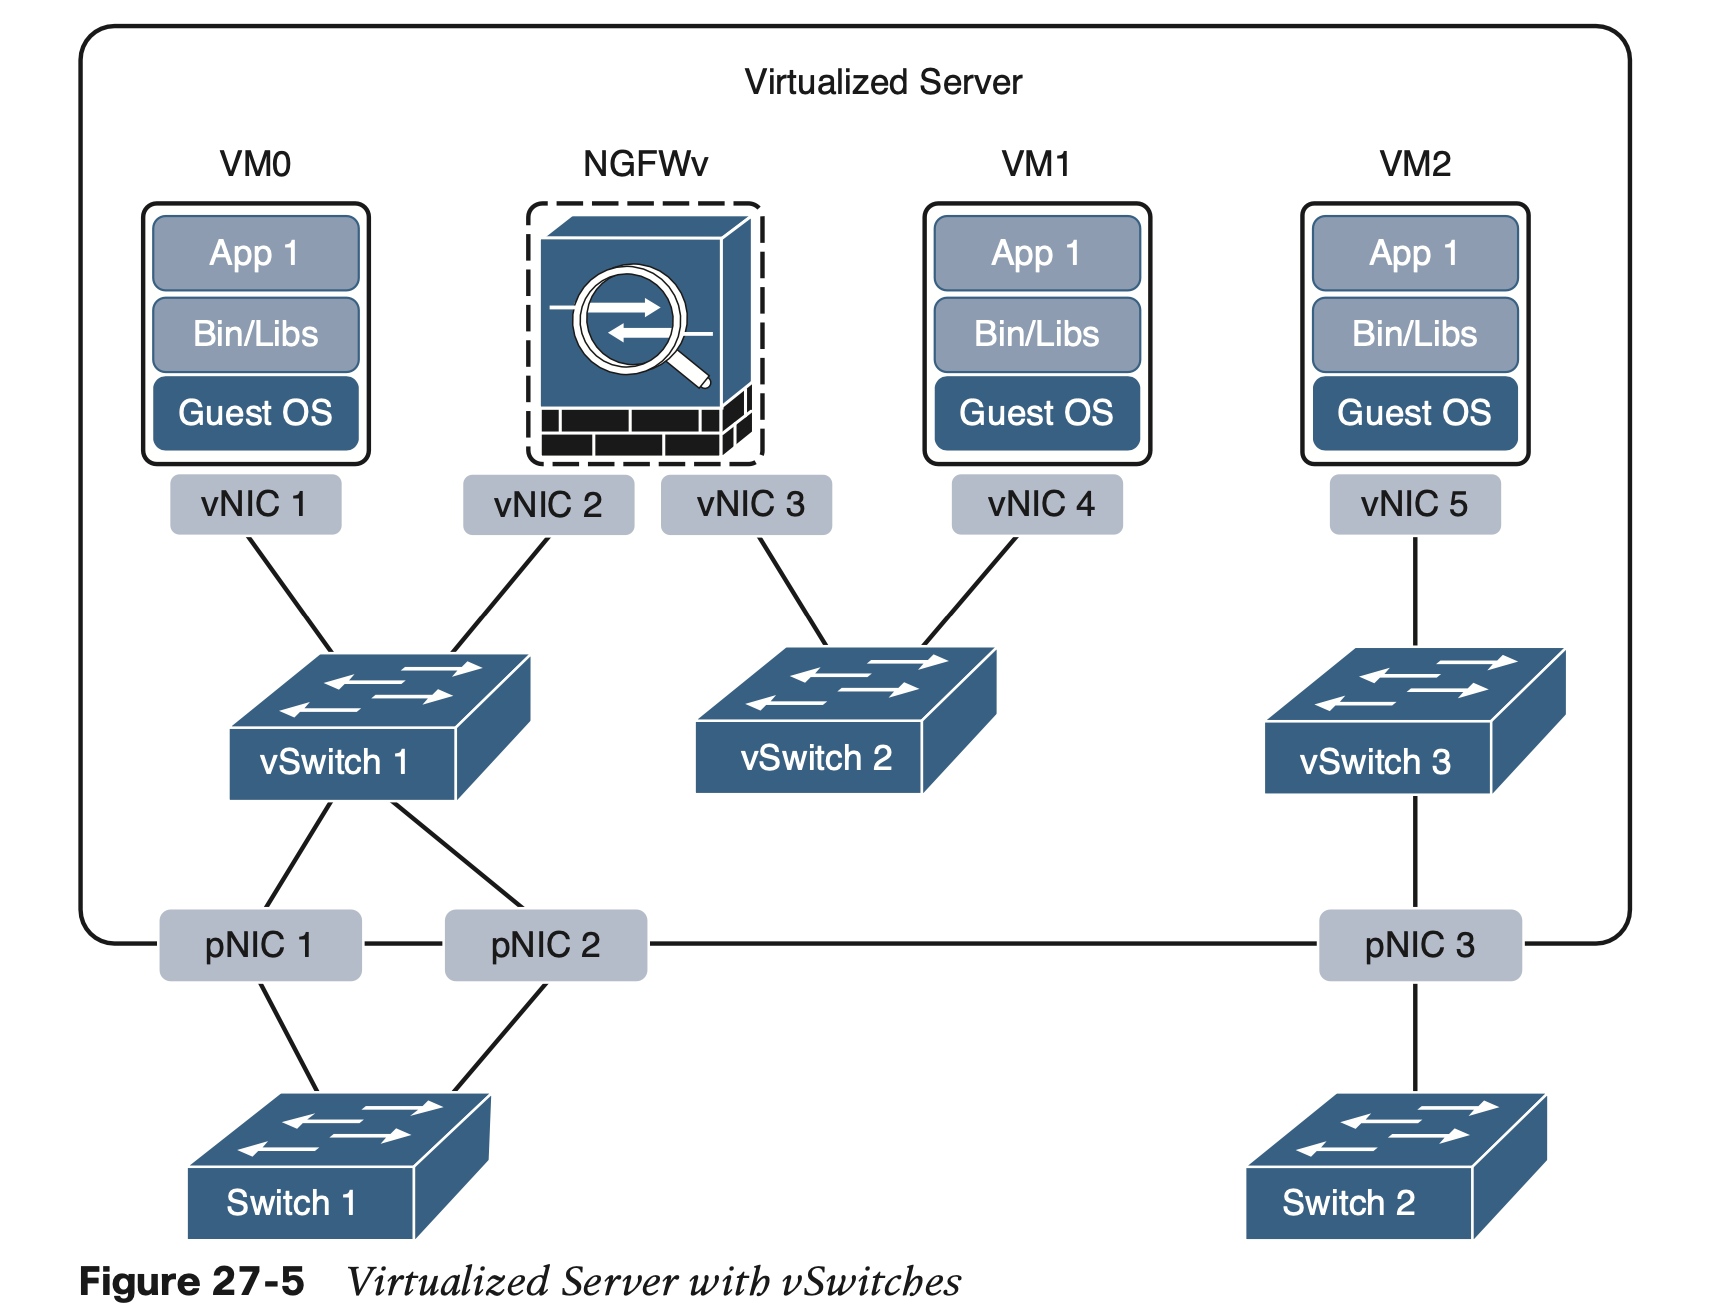 Virtualized Server
VM0
NGFWv
VM1
VM2
App 1
Bin/Libs
Guest OS
App 1
Bin/Libs
Guest OS
App 1
Bin/Libs
Guest OS
vNIC 1
vNIC 2
vNIC 3
vNIC 4
vNIC 5
vSwitch 1
vSwitch 2
vSwitch 3
pNIC 1
pNIC 2
pNIC 3
Switch 1
Switch 2
Figure 27-5 Virtualized Server with vSwitches